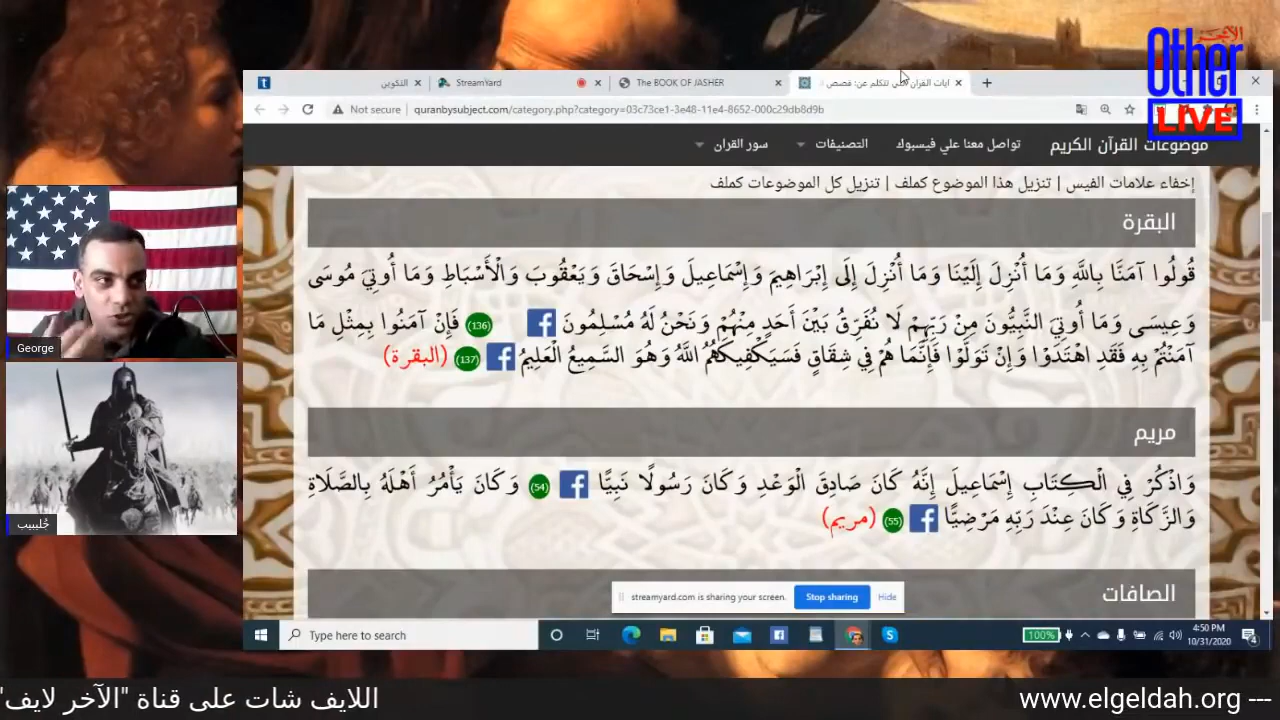 الآخر
Other
LIVE
التكوين
StreamYard
The BOOK OF JASHER
Not secure
quranbysubject.com/category.php?category=03c73ce1-3e48-11e4-8652-000c29db8d9b
موضوعات القرآن الكريم
تواصل معنا علي فيسبوك
التصنيفات
سور القران
إخفاء علامات الفيس | تنزيل هذا الموضوع كملف | تنزيل كل الموضوعات كملف
البقرة
قُولُوا آمَنَّا بِاللَّهِ وَمَا أُنْزِلَ إِلَيْنَا وَمَا أُنْزِلَ إِلَى إِبْرَاهِيمَ وَإِسْمَاعِيلَ وَإِسْحَاقَ وَيَعْقُوبَ وَالْأَسْبَاطِ وَمَا أُوتِيَ مُوسَى
وَعِيسَى وَمَا أُوتِيَ النَّبِيُّونَ مِنْ رَبِّهِمْ لَا نُفَرِّقُ بَيْنَ أَحَدٍ مِنْهُمْ وَنَحْنُ لَهُ مُسْلِمُونَ (136) فَإِنْ آمَنُوا بِمِثْلِ مَا
آمَنْتُمْ بِهِ فَقَدِ اهْتَدَوْا وَإِنْ تَوَلَّوْا فَإِنَّمَا هُمْ فِي شِقَاقٍ فَسَيَكْفِيكَهُمُ اللَّهُ وَهُوَ السَّمِيعُ الْعَلِيمُ (137) (البقرة)
مريم
وَاذْكُرْ فِي الْكِتَابِ إِسْمَاعِيلَ إِنَّهُ كَانَ صَادِقَ الْوَعْدِ وَكَانَ رَسُولًا نَبِيًّا (54) وَكَانَ يَأْمُرُ أَهْلَهُ بِالصَّلَاةِ
وَالزَّكَاةِ وَكَانَ عِنْدَ رَبِّهِ مَرْضِيًّا (55) (مريم)
الصافات
streamyard.com is sharing your screen.
Stop sharing
Hide
George
جُليبيب
Type here to search
100%
4:50 PM
10/31/2020
اللايف شات على قناة "الآخر لايف"
www.elgeldah.org ---